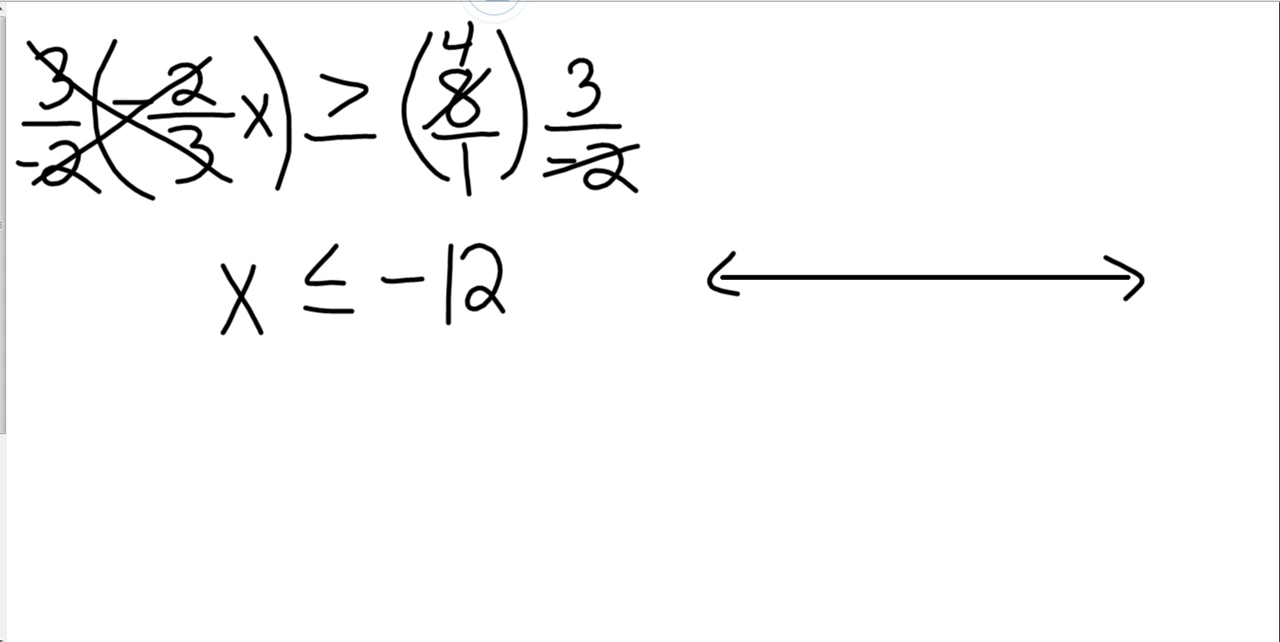 3/-2 (-2/3 x) ≥ (8/1) 3/-2
4
x ≤ -12